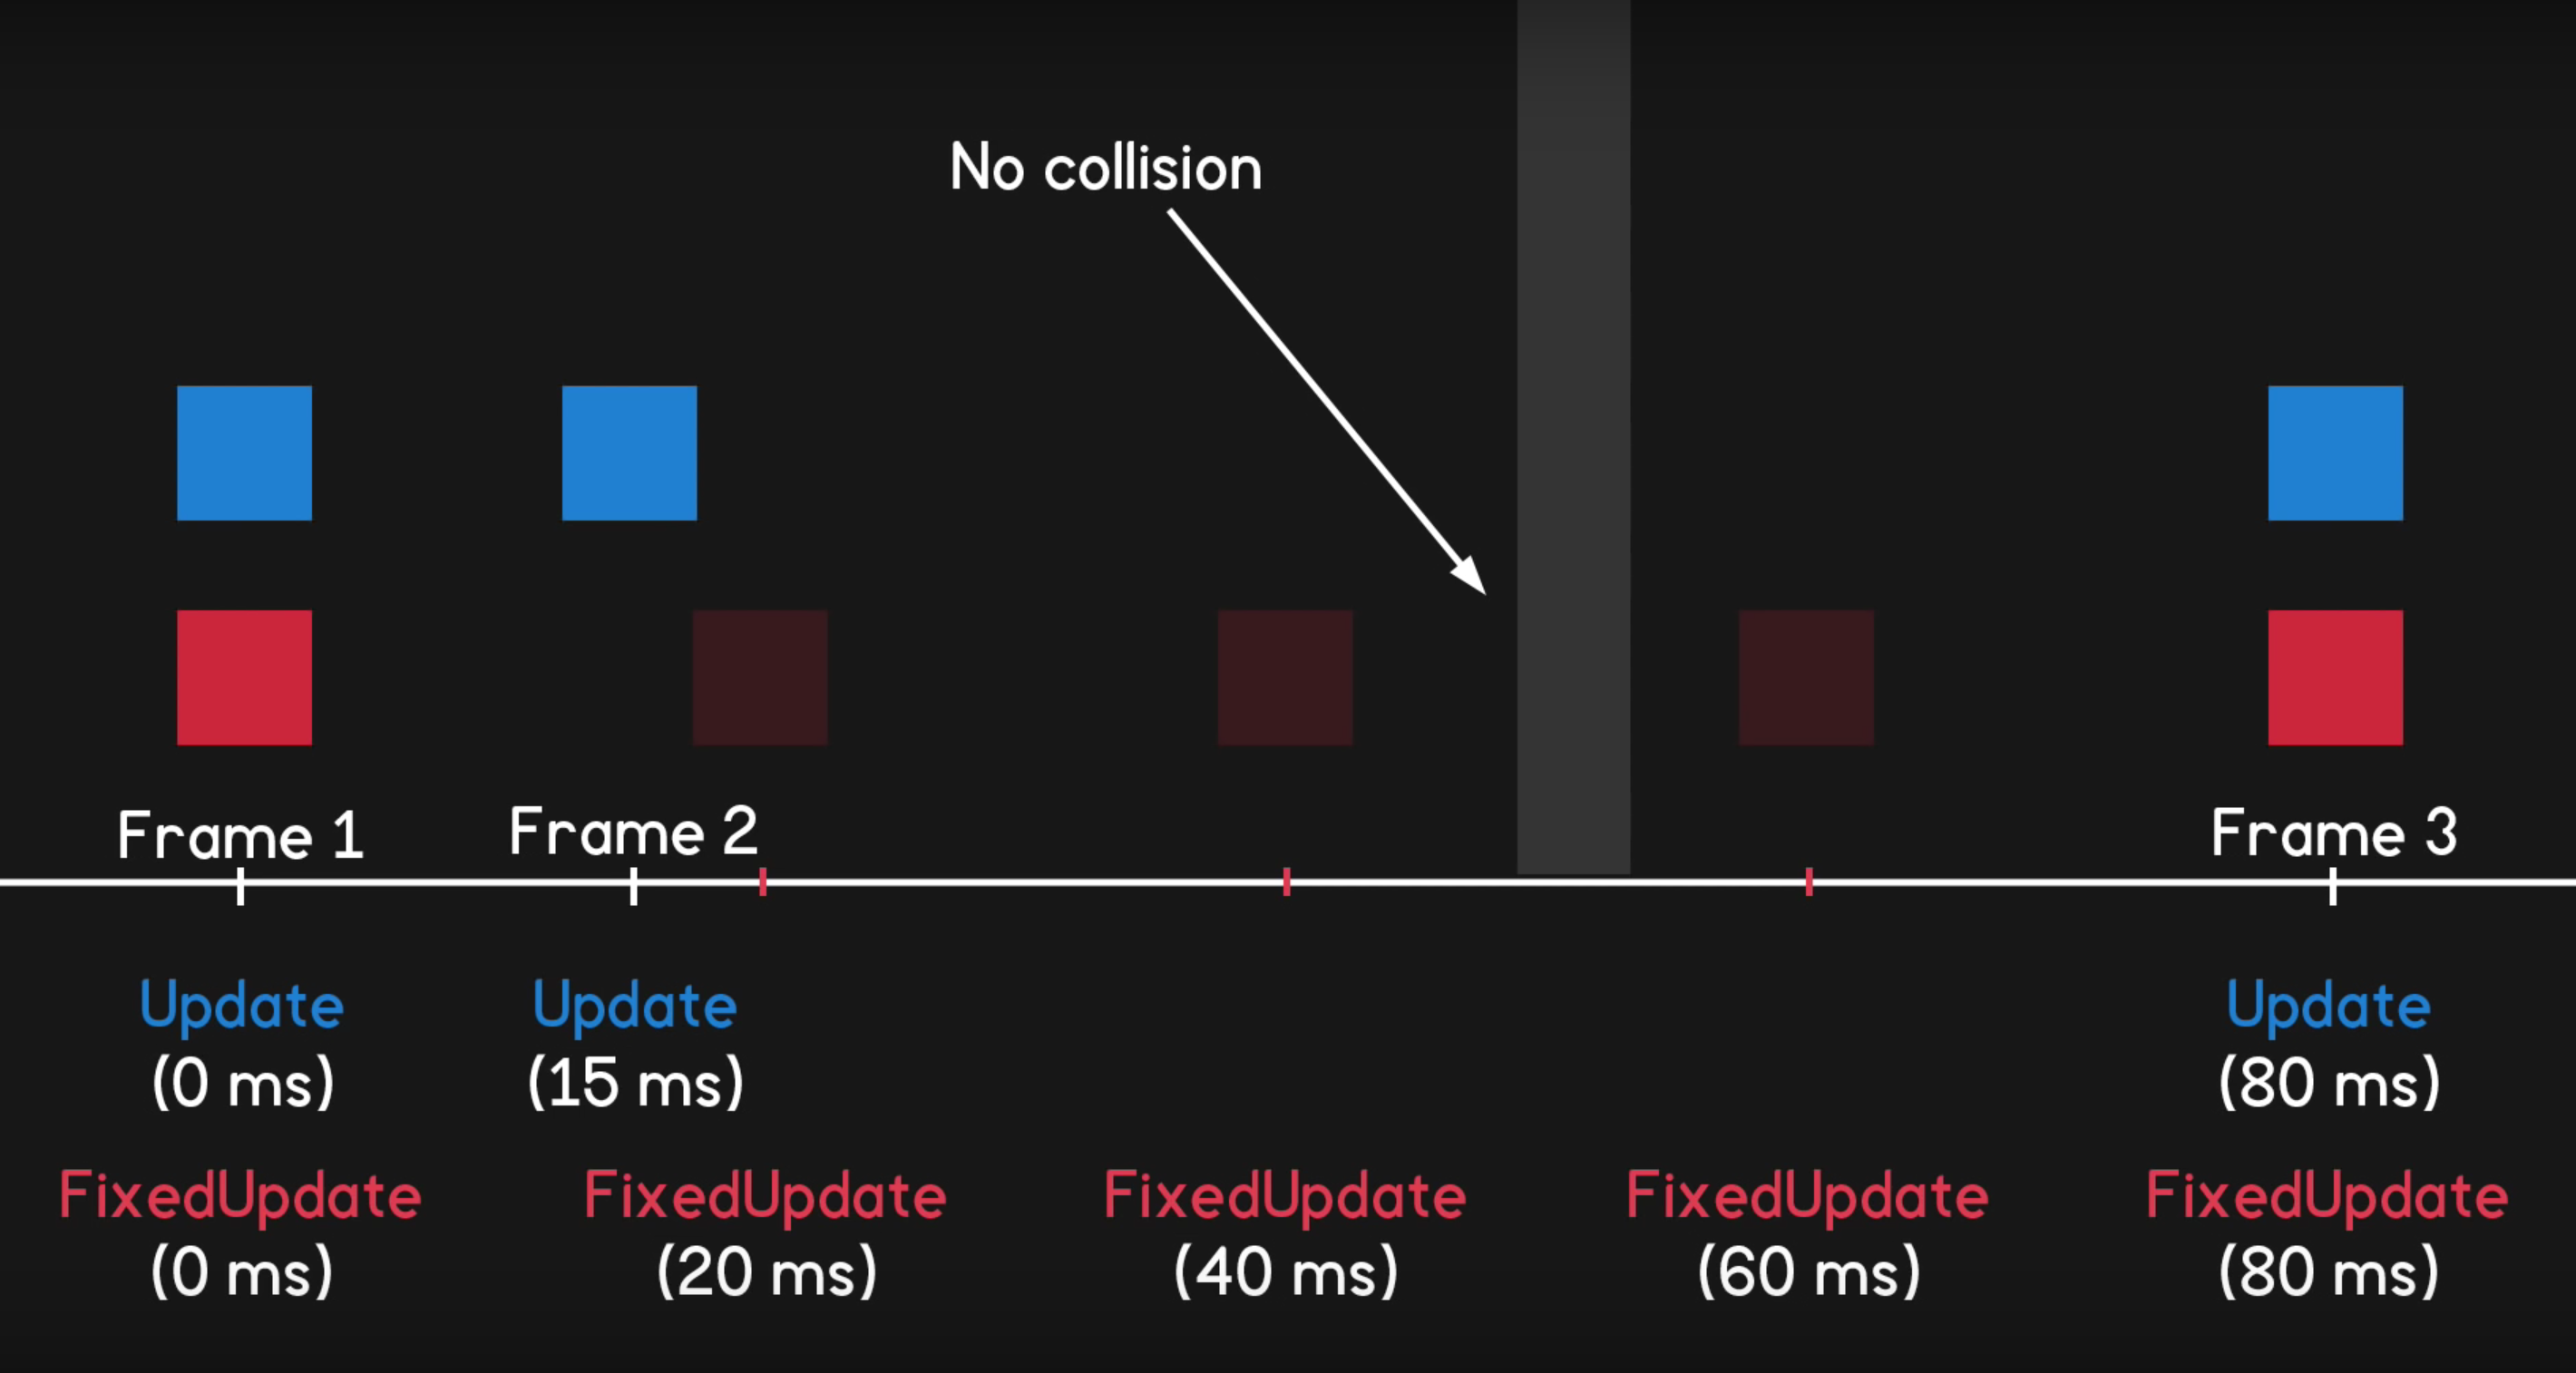 No collision
Frame 1
Frame 2
Frame 3
Update
(0 ms)
Update
(15 ms)
Update
(80 ms)
FixedUpdate
(0 ms)
FixedUpdate
(20 ms)
FixedUpdate
(40 ms)
FixedUpdate
(60 ms)
FixedUpdate
(80 ms)